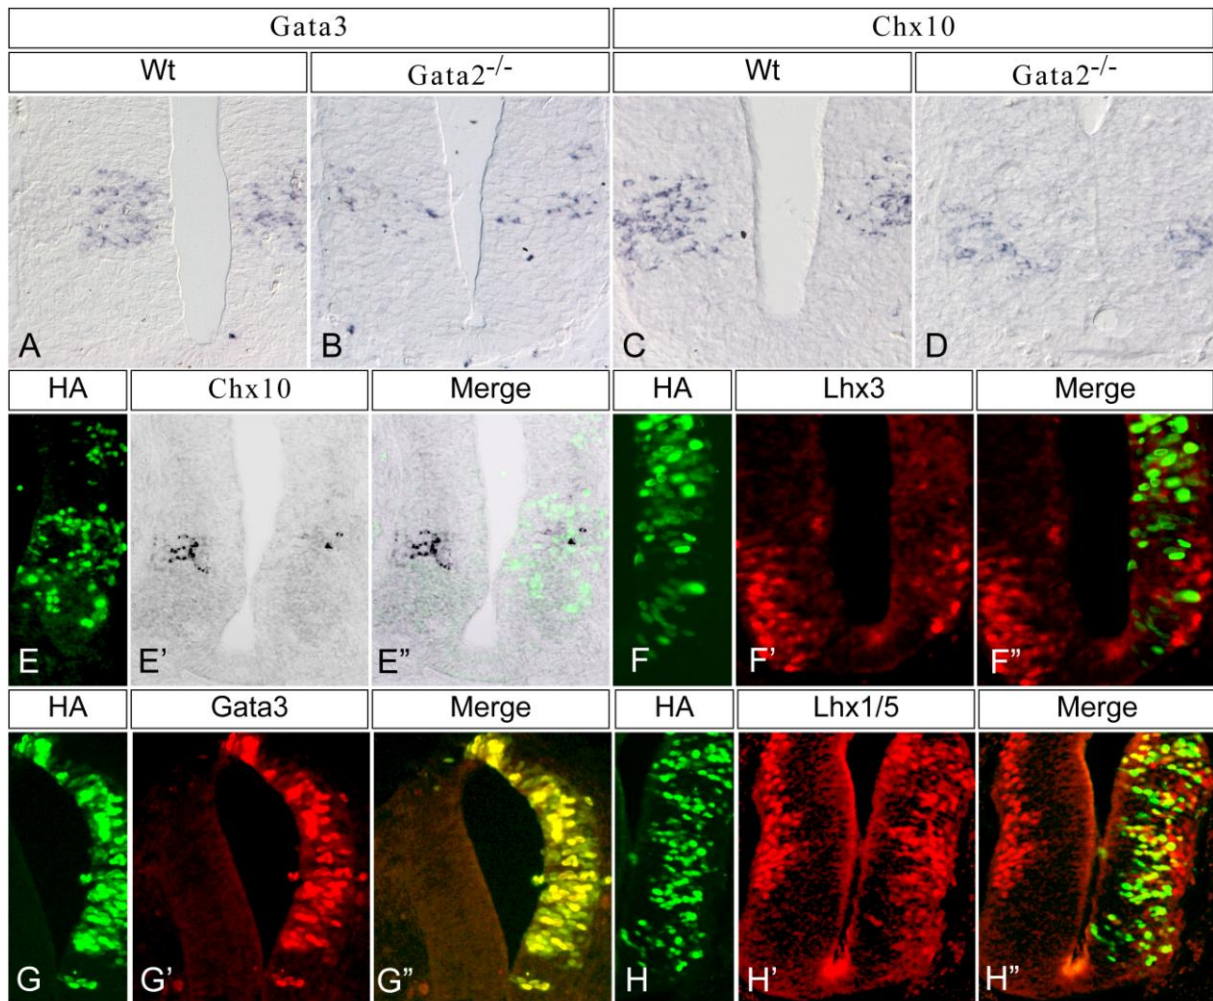 Gata3 Chx10
Wt Gata2-/- Wt Gata2-/-
A B C D
HA Chx10 Merge HA Lhx3 Merge
E E' E" F F' F"
HA Gata3 Merge HA Lhx1/5 Merge
G G' G" H H' H"